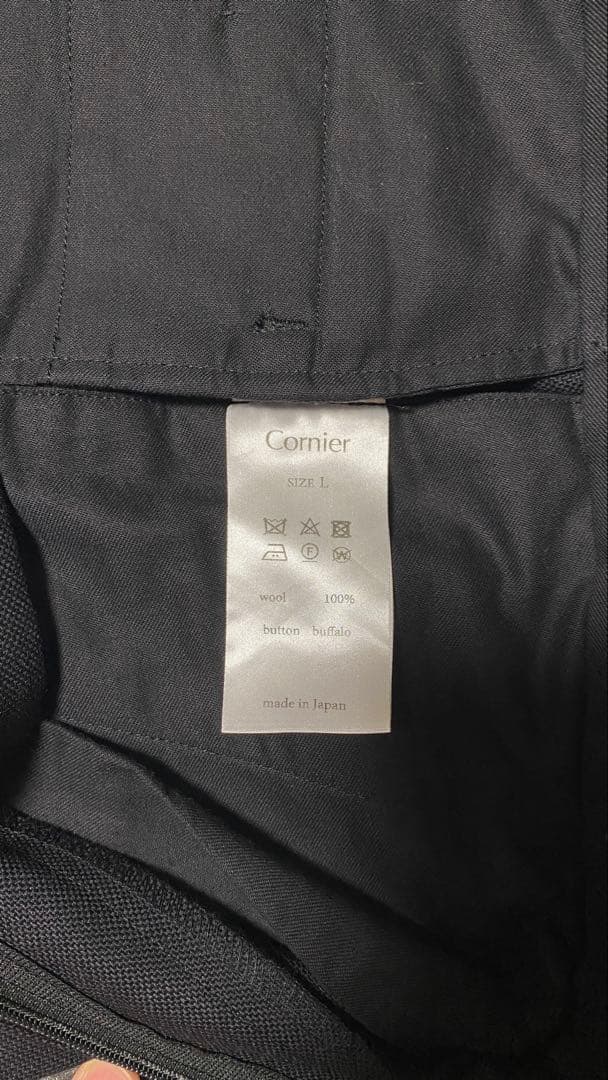 Cornier
SIZE L
F W
wool 100%
button buffalo
made in Japan